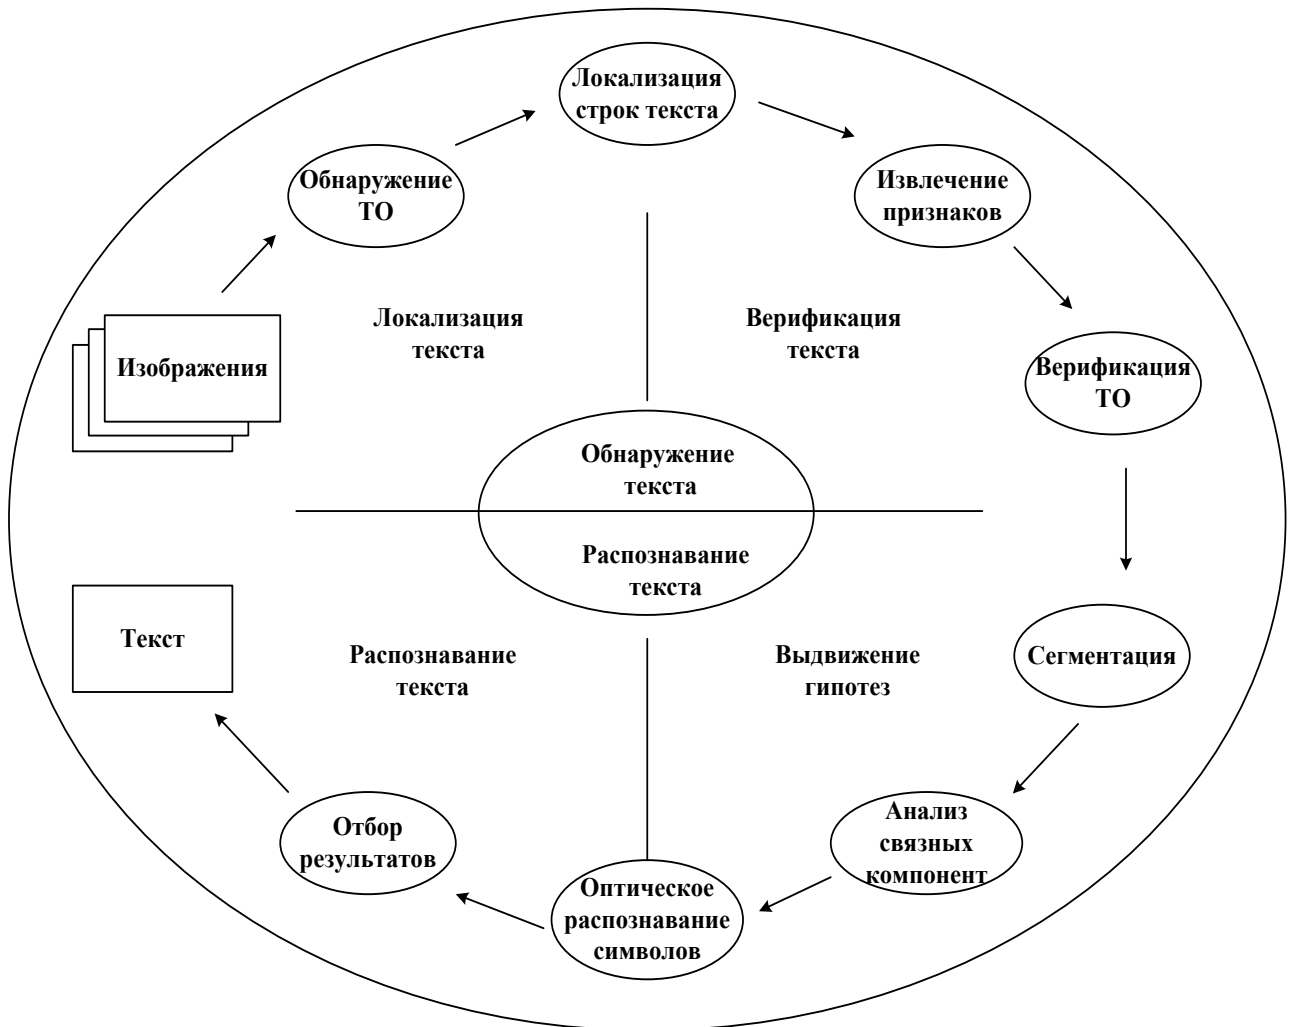 Локализация
строк текста
Обнаружение
ТО
Извлечение
признаков
Локализация
текста
Верификация
текста
Изображения
Верификация
ТО
Обнаружение
текста
Распознавание
текста
Текст
Распознавание
текста
Выдвижение
гипотез
Сегментация
Отбор
результатов
Анализ
связных
компонент
Оптическое
распознавание
символов